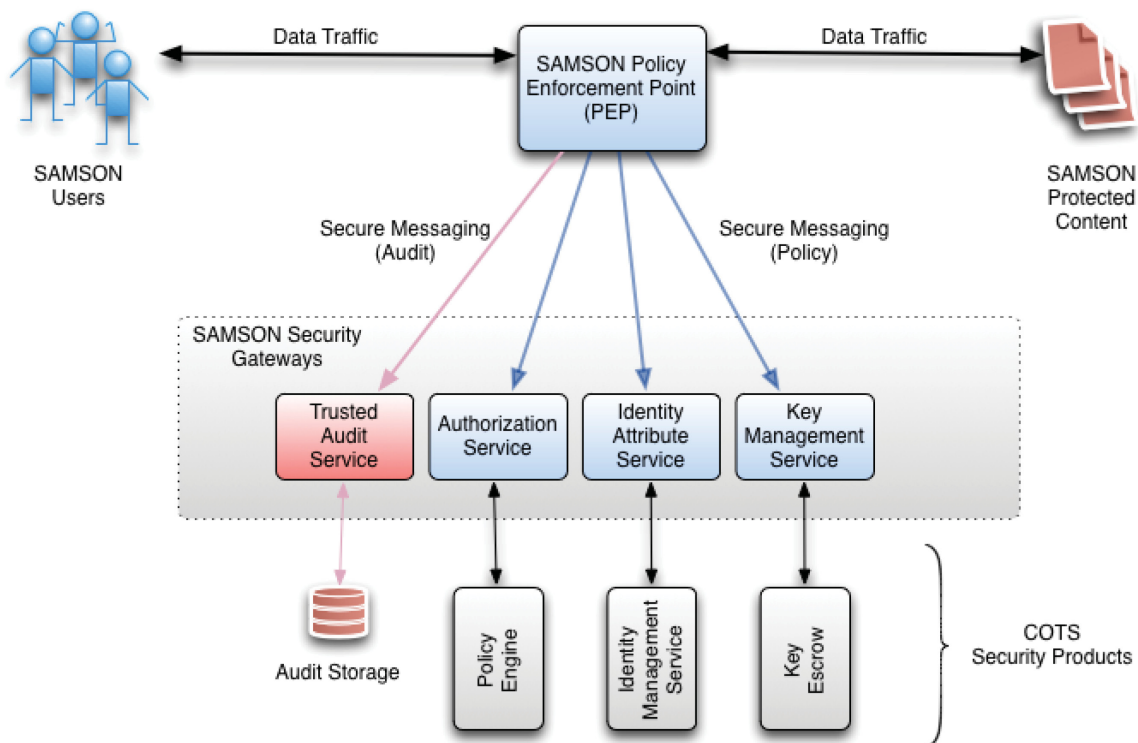 Data Traffic
Data Traffic
SAMSON Policy
Enforcement Point
(PEP)
SAMSON
Users
SAMSON
Protected
Content
Secure Messaging
(Audit)
Secure Messaging
(Policy)
SAMSON Security
Gateways
Trusted
Audit
Service
Authorization
Service
Identity
Attribute
Service
Key
Management
Service
Audit Storage
Policy
Engine
Identity
Management
Service
Key
Escrow
COTS
Security Products